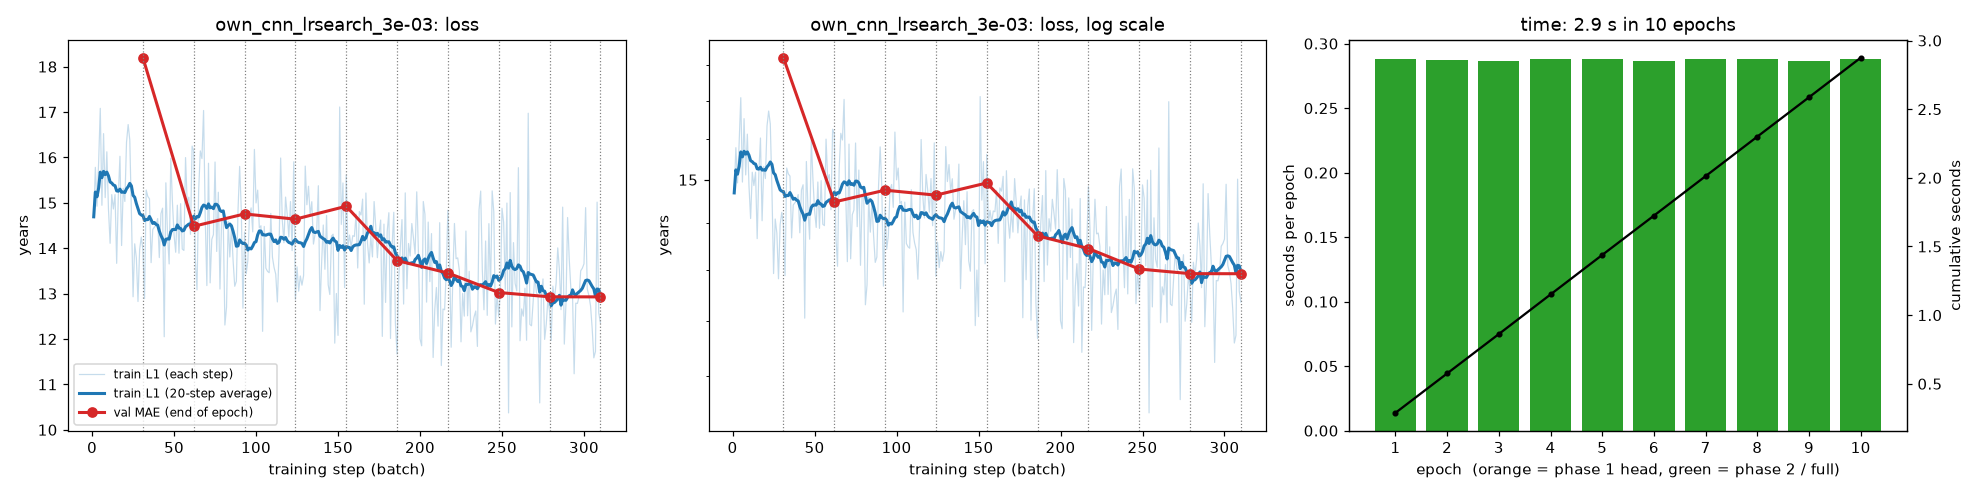 own_cnn_lrsearch_3e-03: loss
years
18
17
16
15
14
13
12
11
10
train L1 (each step)
train L1 (20-step average)
val MAE (end of epoch)
0 50 100 150 200 250 300
training step (batch)
own_cnn_lrsearch_3e-03: loss, log scale
years
15
0 50 100 150 200 250 300
training step (batch)
time: 2.9 s in 10 epochs
seconds per epoch
0.30
0.25
0.20
0.15
0.10
0.05
0.00
3.0
2.5
2.0
1.5
1.0
0.5
cumulative seconds
1 2 3 4 5 6 7 8 9 10
epoch (orange = phase 1 head, green = phase 2 / full)